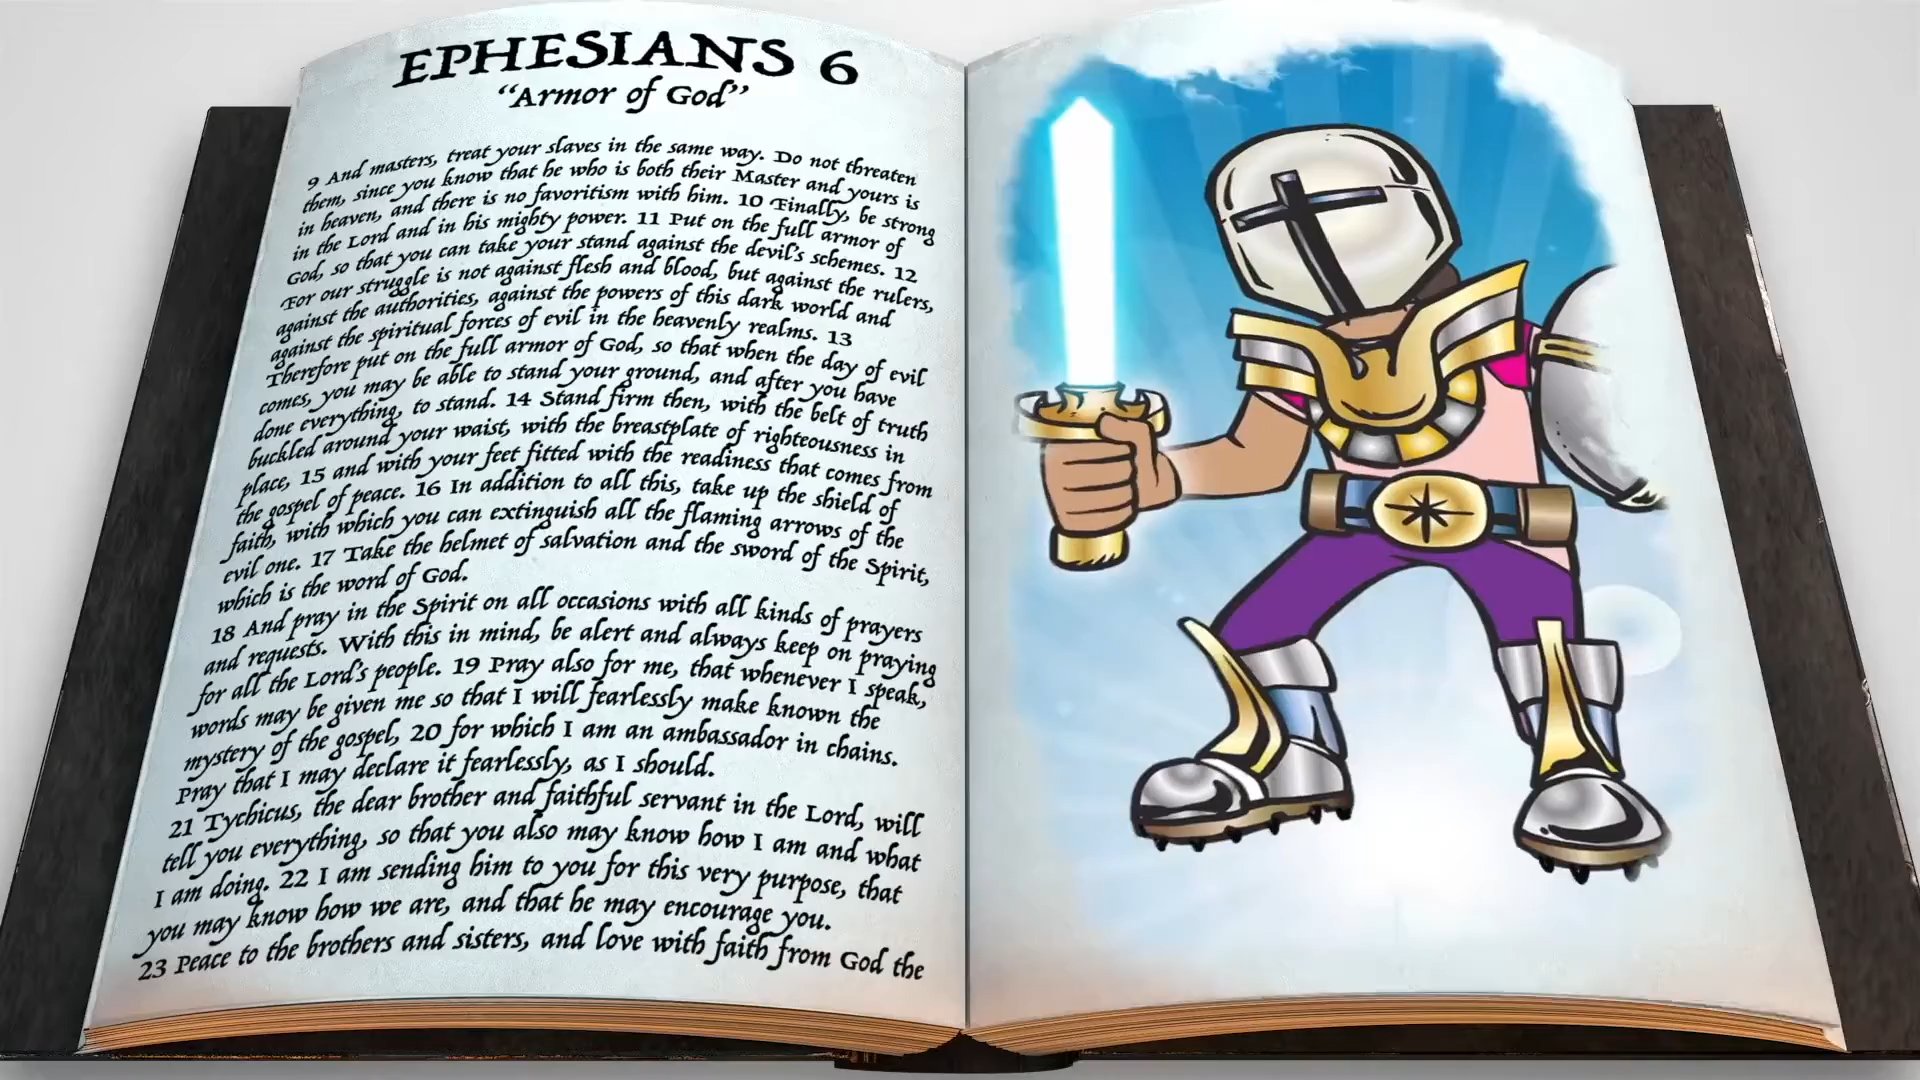 EPHESIANS 6
“Armor of God”
9 And masters, treat your slaves in the same way. Do not threaten
them, since you know that he who is both their Master and yours is
in heaven, and there is no favoritism with him. 10 Finally, be strong
in the Lord and in his mighty power. 11 Put on the full armor of
God, so that you can take your stand against the devil's schemes. 12
For our struggle is not against flesh and blood, but against the rulers,
against the authorities, against the powers of this dark world and
against the spiritual forces of evil in the heavenly realms. 13
Therefore put on the full armor of God, so that when the day of evil
comes, you may be able to stand your ground, and after you have
done everything, to stand. 14 Stand firm then, with the belt of truth
buckled around your waist, with the breastplate of righteousness in
place, 15 and with your feet fitted with the readiness that comes from
the gospel of peace. 16 In addition to all this, take up the shield of
faith, with which you can extinguish all the flaming arrows of the
evil one. 17 Take the helmet of salvation and the sword of the Spirit,
which is the word of God.
18 And pray in the Spirit on all occasions with all kinds of prayers
and requests. With this in mind, be alert and always keep on praying
for all the Lord's people. 19 Pray also for me, that whenever I speak,
words may be given me so that I will fearlessly make known the
mystery of the gospel, 20 for which I am an ambassador in chains.
Pray that I may declare it fearlessly, as I should.
21 Tychicus, the dear brother and faithful servant in the Lord, will
tell you everything, so that you also may know how I am and what
I am doing. 22 I am sending him to you for this very purpose, that
you may know how we are, and that he may encourage you.
23 Peace to the brothers and sisters, and love with faith from God the